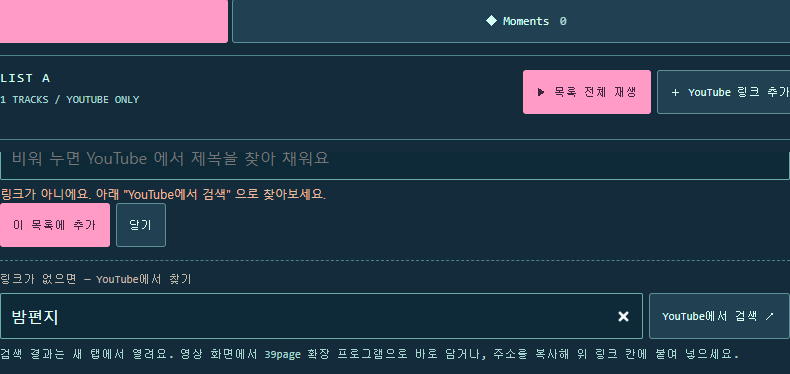 ◆ Moments 0
LIST A
1 TRACKS / YOUTUBE ONLY
▶ 목록 전체 재생
+ YouTube 링크 추가
비워 두면 YouTube 에서 제목을 찾아 채워요
링크가 아니에요. 아래 "YouTube에서 검색" 으로 찾아보세요.
이 목록에 추가
닫기
링크가 없으면 — YouTube에서 찾기
밤편지 ×
YouTube에서 검색 ↗
검색 결과는 새 탭에서 열려요. 영상 화면에서 39page 확장 프로그램으로 바로 담거나, 주소를 복사해 위 링크 칸에 붙여 넣으세요.